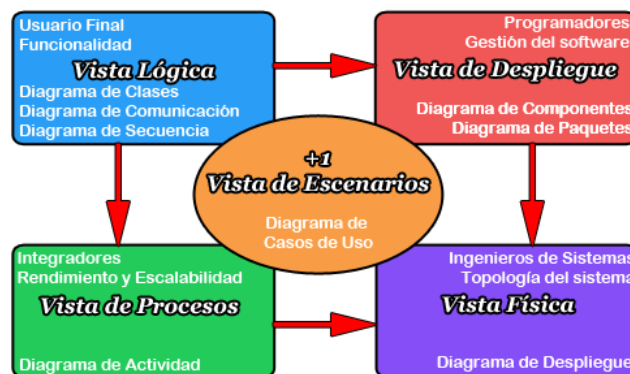 Usuario Final
Funcionalidad
Vista Lógica
Diagrama de Clases
Diagrama de Comunicación
Diagrama de Secuencia
Programadores
Gestión del software
Vista de Despliegue
Diagrama de Componentes
Diagrama de Paquetes
+1
Vista de Escenarios
Diagrama de
Casos de Uso
Integradores
Rendimiento y Escalabilidad
Vista de Procesos
Diagrama de Actividad
Ingenieros de Sistemas
Topología del sistema
Vista Física
Diagrama de Despliegue